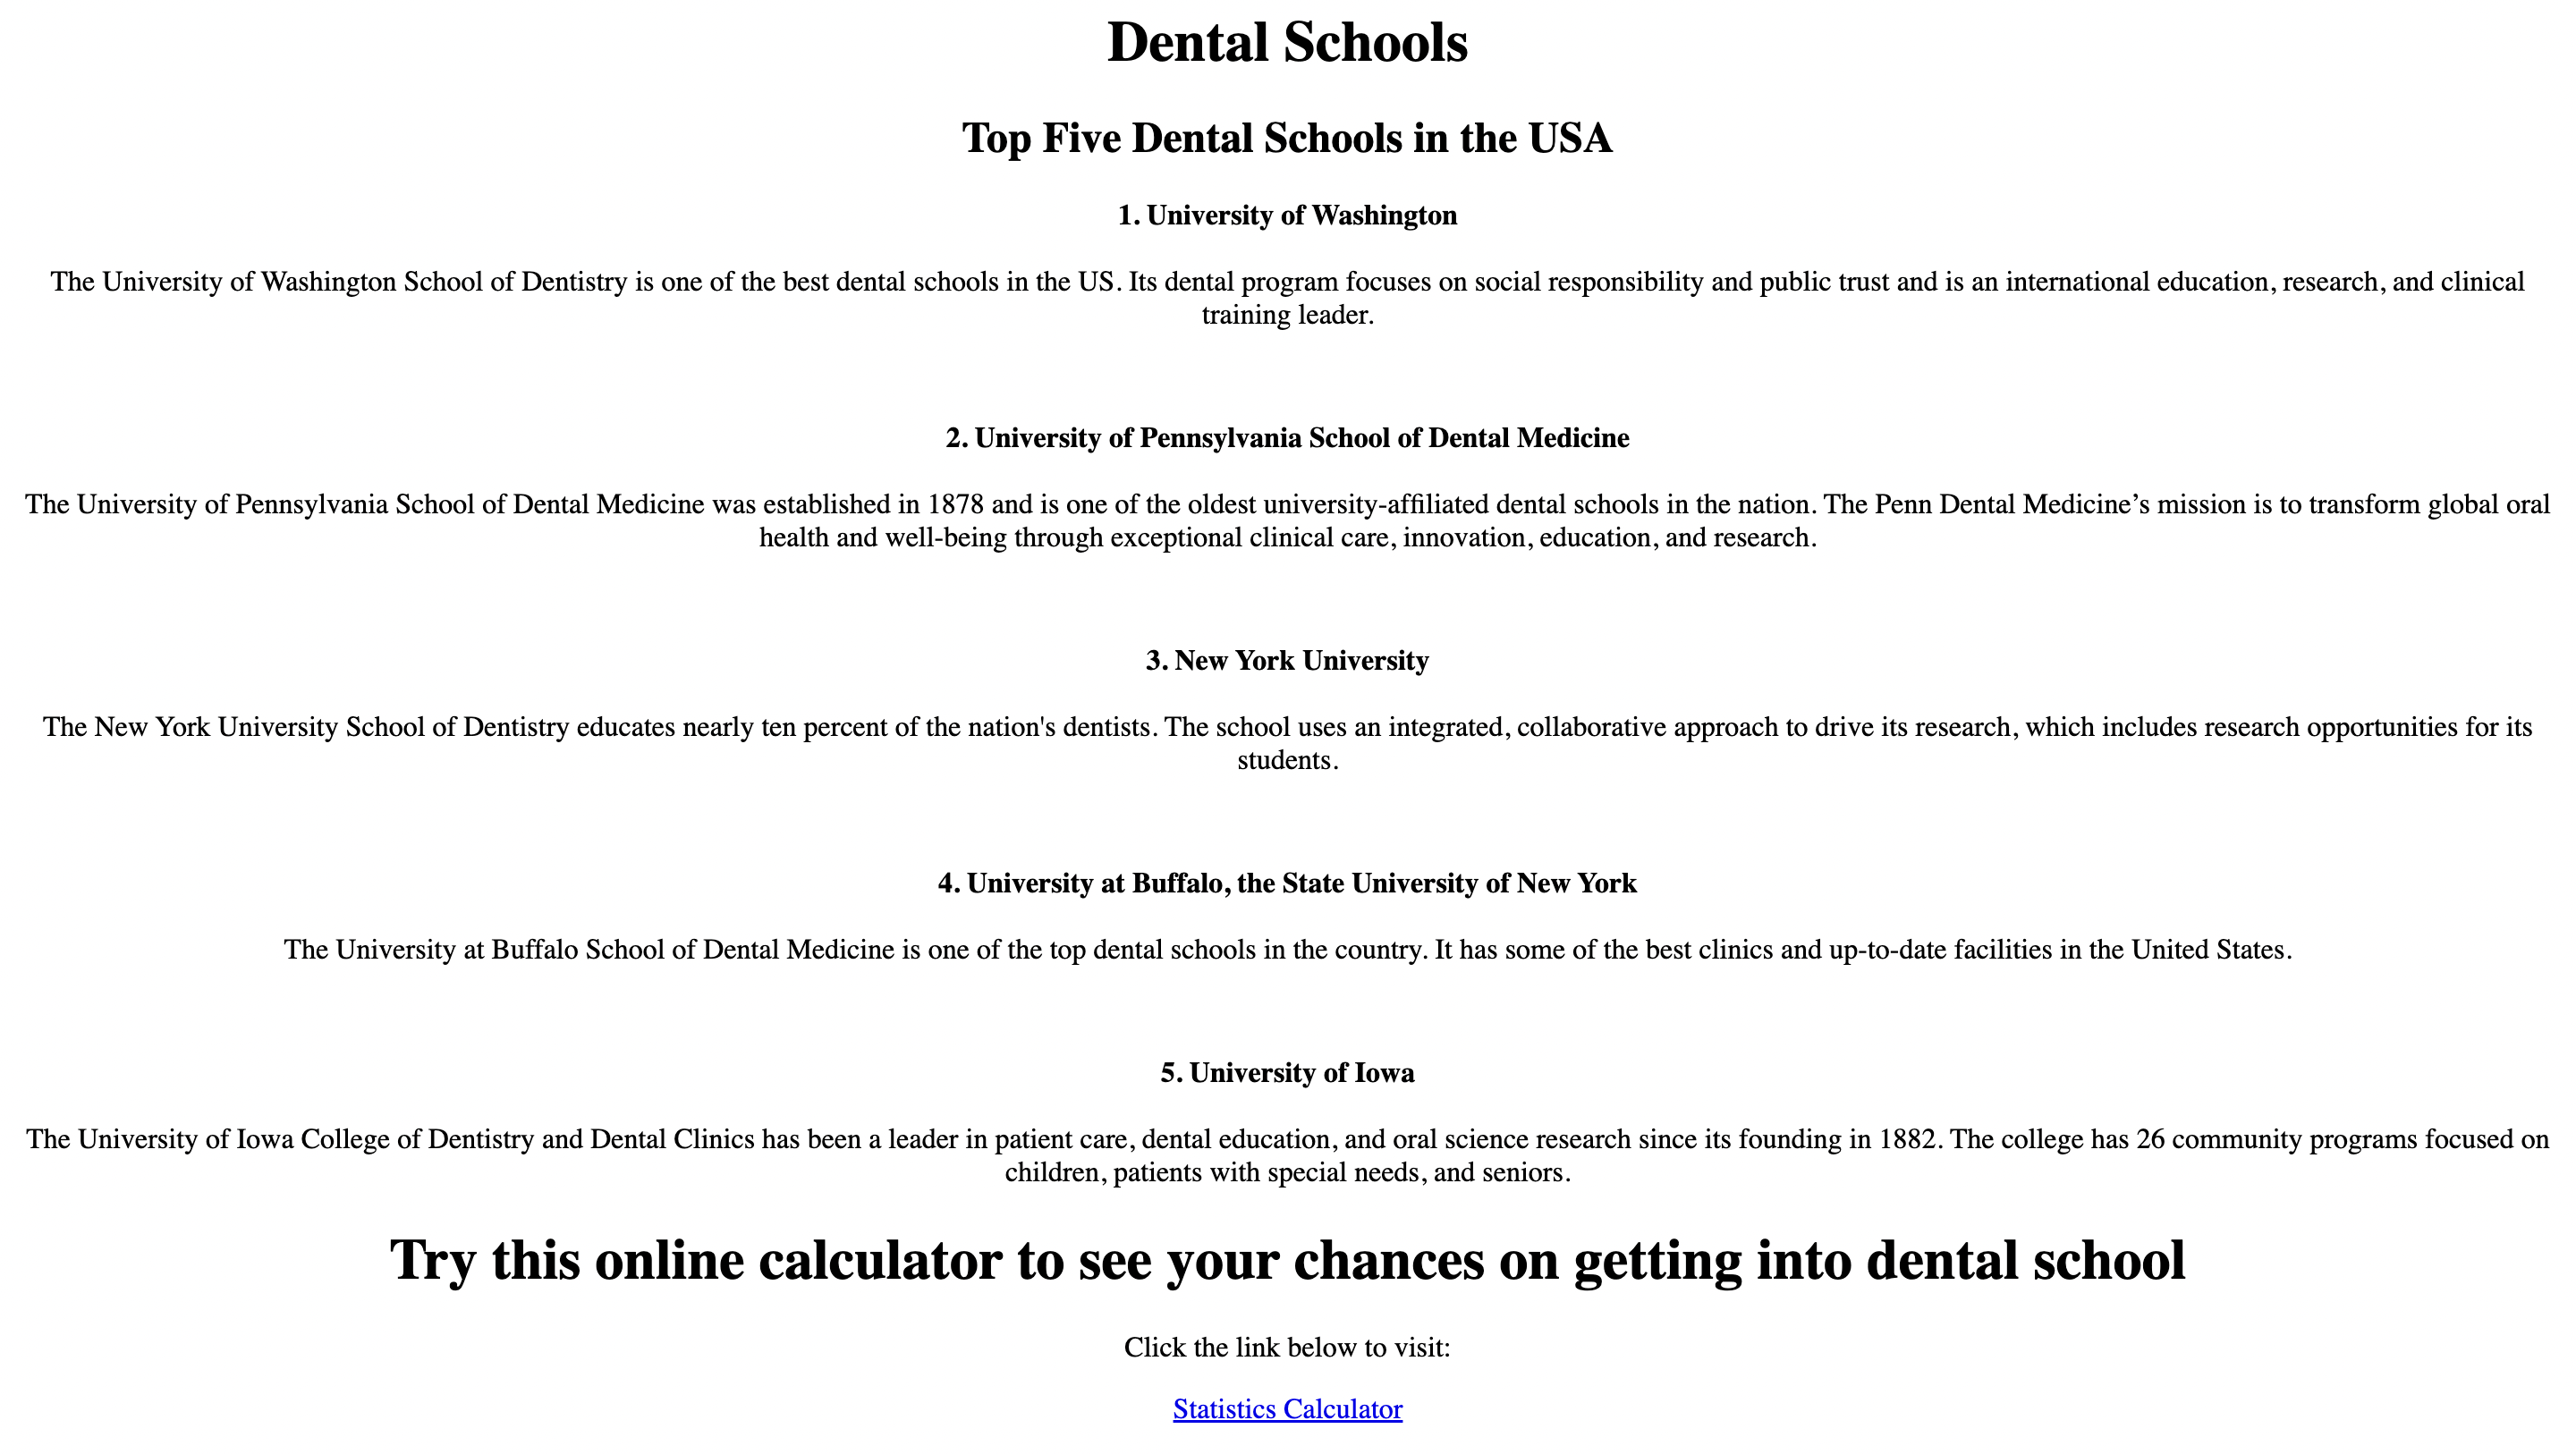 Dental Schools
Top Five Dental Schools in the USA
1. University of Washington
The University of Washington School of Dentistry is one of the best dental schools in the US. Its dental program focuses on social responsibility and public trust and is an international education, research, and clinical
training leader.
2. University of Pennsylvania School of Dental Medicine
The University of Pennsylvania School of Dental Medicine was established in 1878 and is one of the oldest university-affiliated dental schools in the nation. The Penn Dental Medicine’s mission is to transform global oral
health and well-being through exceptional clinical care, innovation, education, and research.
3. New York University
The New York University School of Dentistry educates nearly ten percent of the nation's dentists. The school uses an integrated, collaborative approach to drive its research, which includes research opportunities for its
students.
4. University at Buffalo, the State University of New York
The University at Buffalo School of Dental Medicine is one of the top dental schools in the country. It has some of the best clinics and up-to-date facilities in the United States.
5. University of Iowa
The University of Iowa College of Dentistry and Dental Clinics has been a leader in patient care, dental education, and oral science research since its founding in 1882. The college has 26 community programs focused on
children, patients with special needs, and seniors.
Try this online calculator to see your chances on getting into dental school
Click the link below to visit:
Statistics Calculator